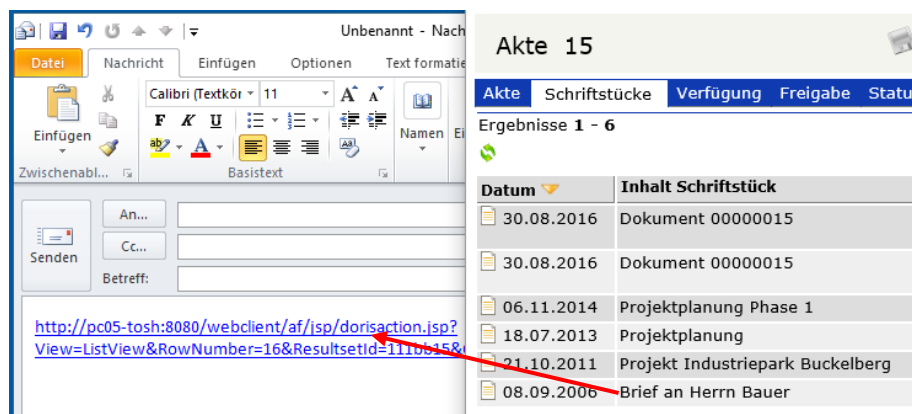 Unbenannt - Nach
Datei Nachricht Einfügen Optionen Text formatie
Calibri (Textkör 11
F K U
Einfügen
Namen
Zwischenabl... Basistext
An...
Cc...
Senden
Betreff:
http://pc05-tosh:8080/webclient/af/jsp/dorisaction.jsp?
View=ListView&RowNumber=16&ResultsetId=111bb15&
Akte 15
Akte Schriftstücke Verfügung Freigabe Statu
Ergebnisse 1 - 6
Datum Inhalt Schriftstück
30.08.2016 Dokument 00000015
30.08.2016 Dokument 00000015
06.11.2014 Projektplanung Phase 1
18.07.2013 Projektplanung
21.10.2011 Projekt Industriepark Buckelberg
08.09.2006 Brief an Herrn Bauer